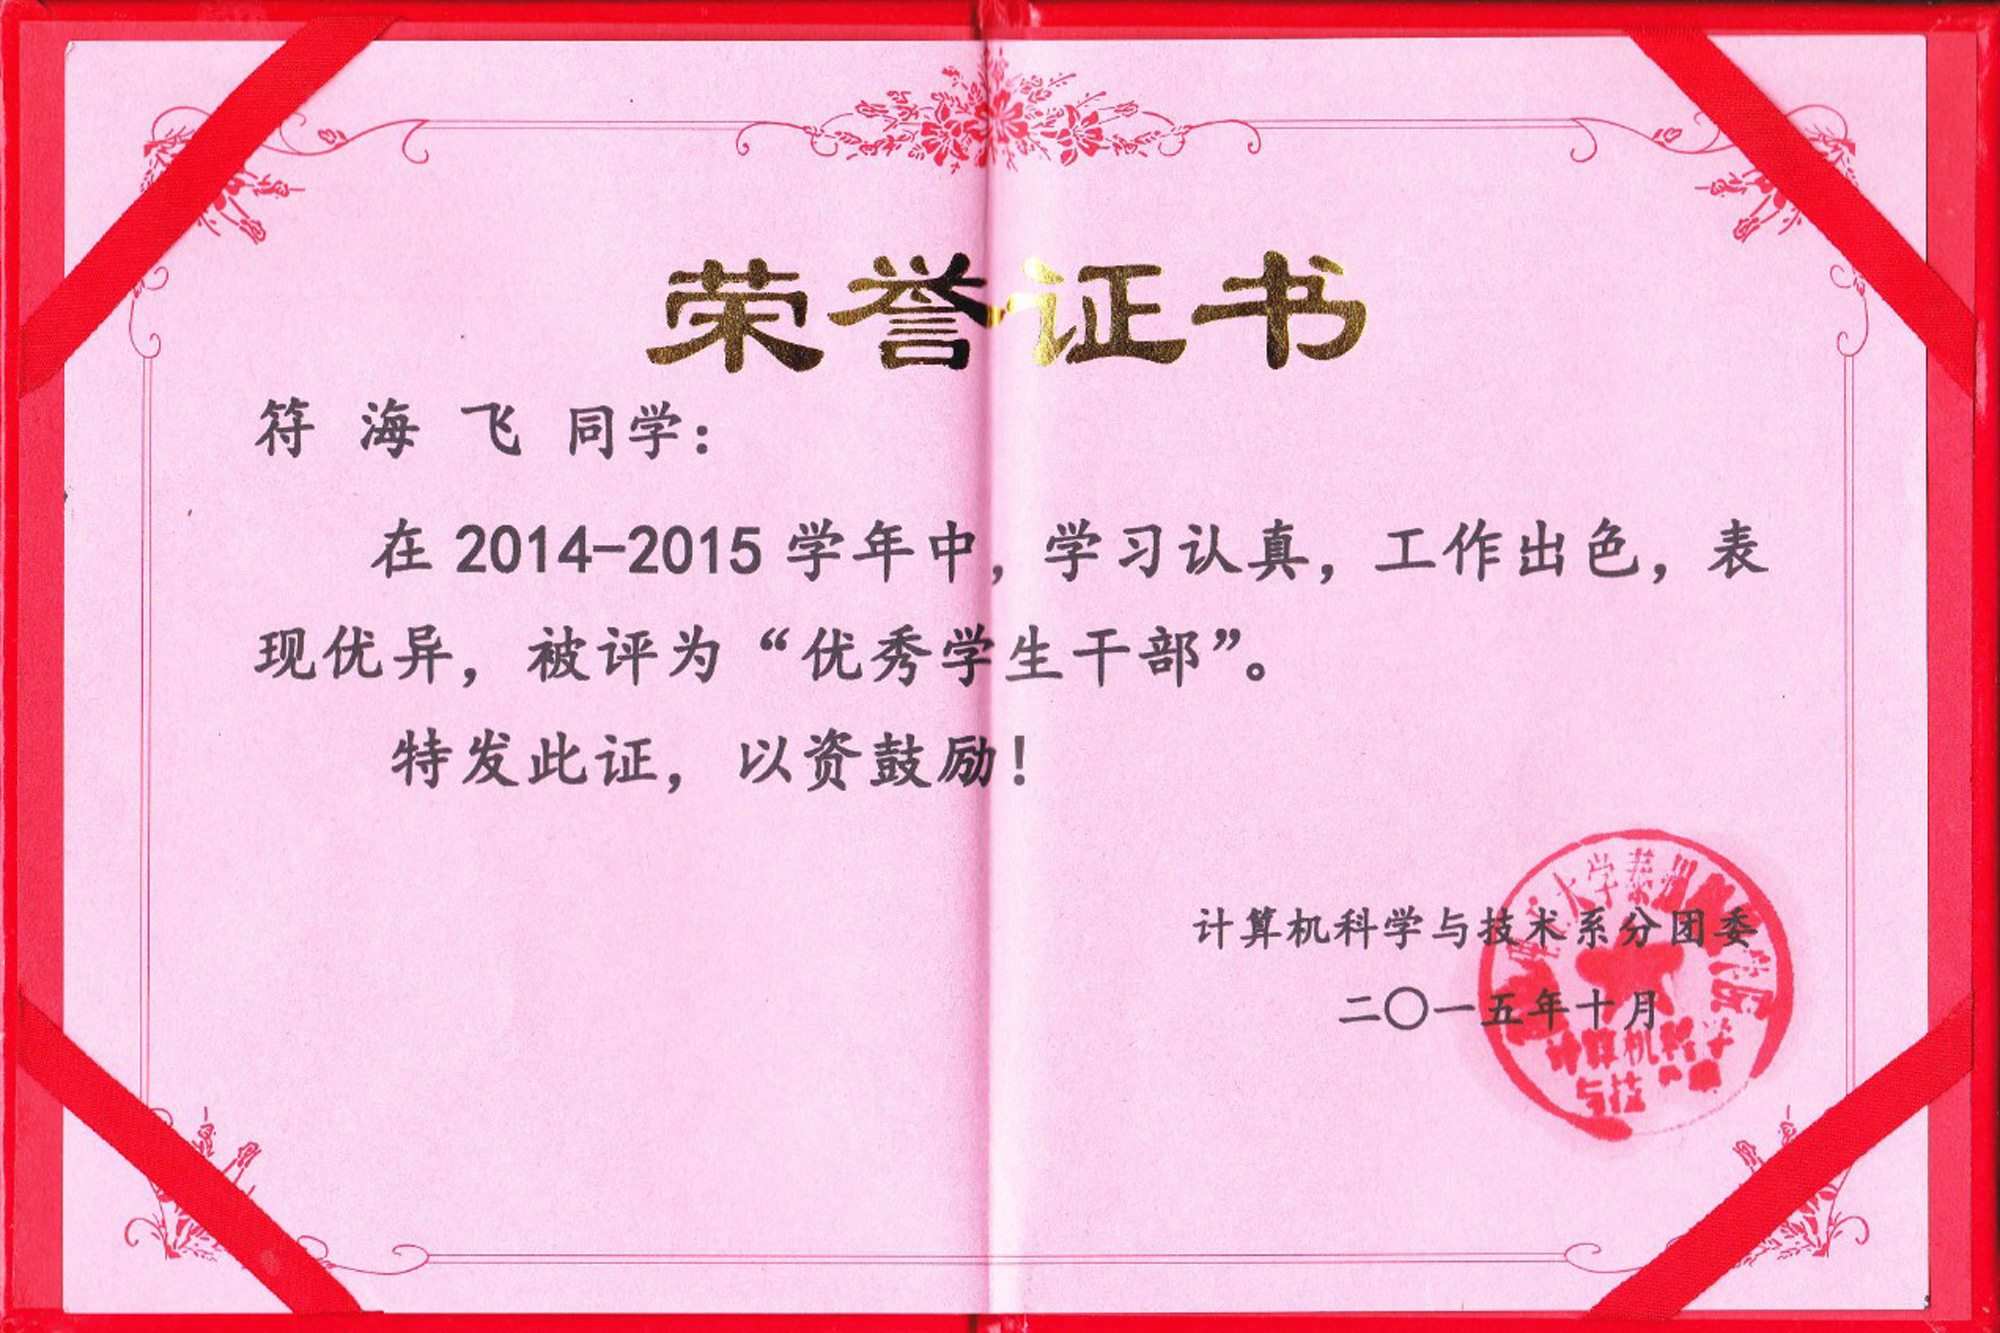 荣誉证书
符 海 飞 同学：
在 2014-2015 学年中，学习认真，工作出色，表
现优异，被评为“优秀学生干部”。
特发此证，以资鼓励！
计算机科学与技术系分团委
二〇一五年十月
大学
计算机科学
与技